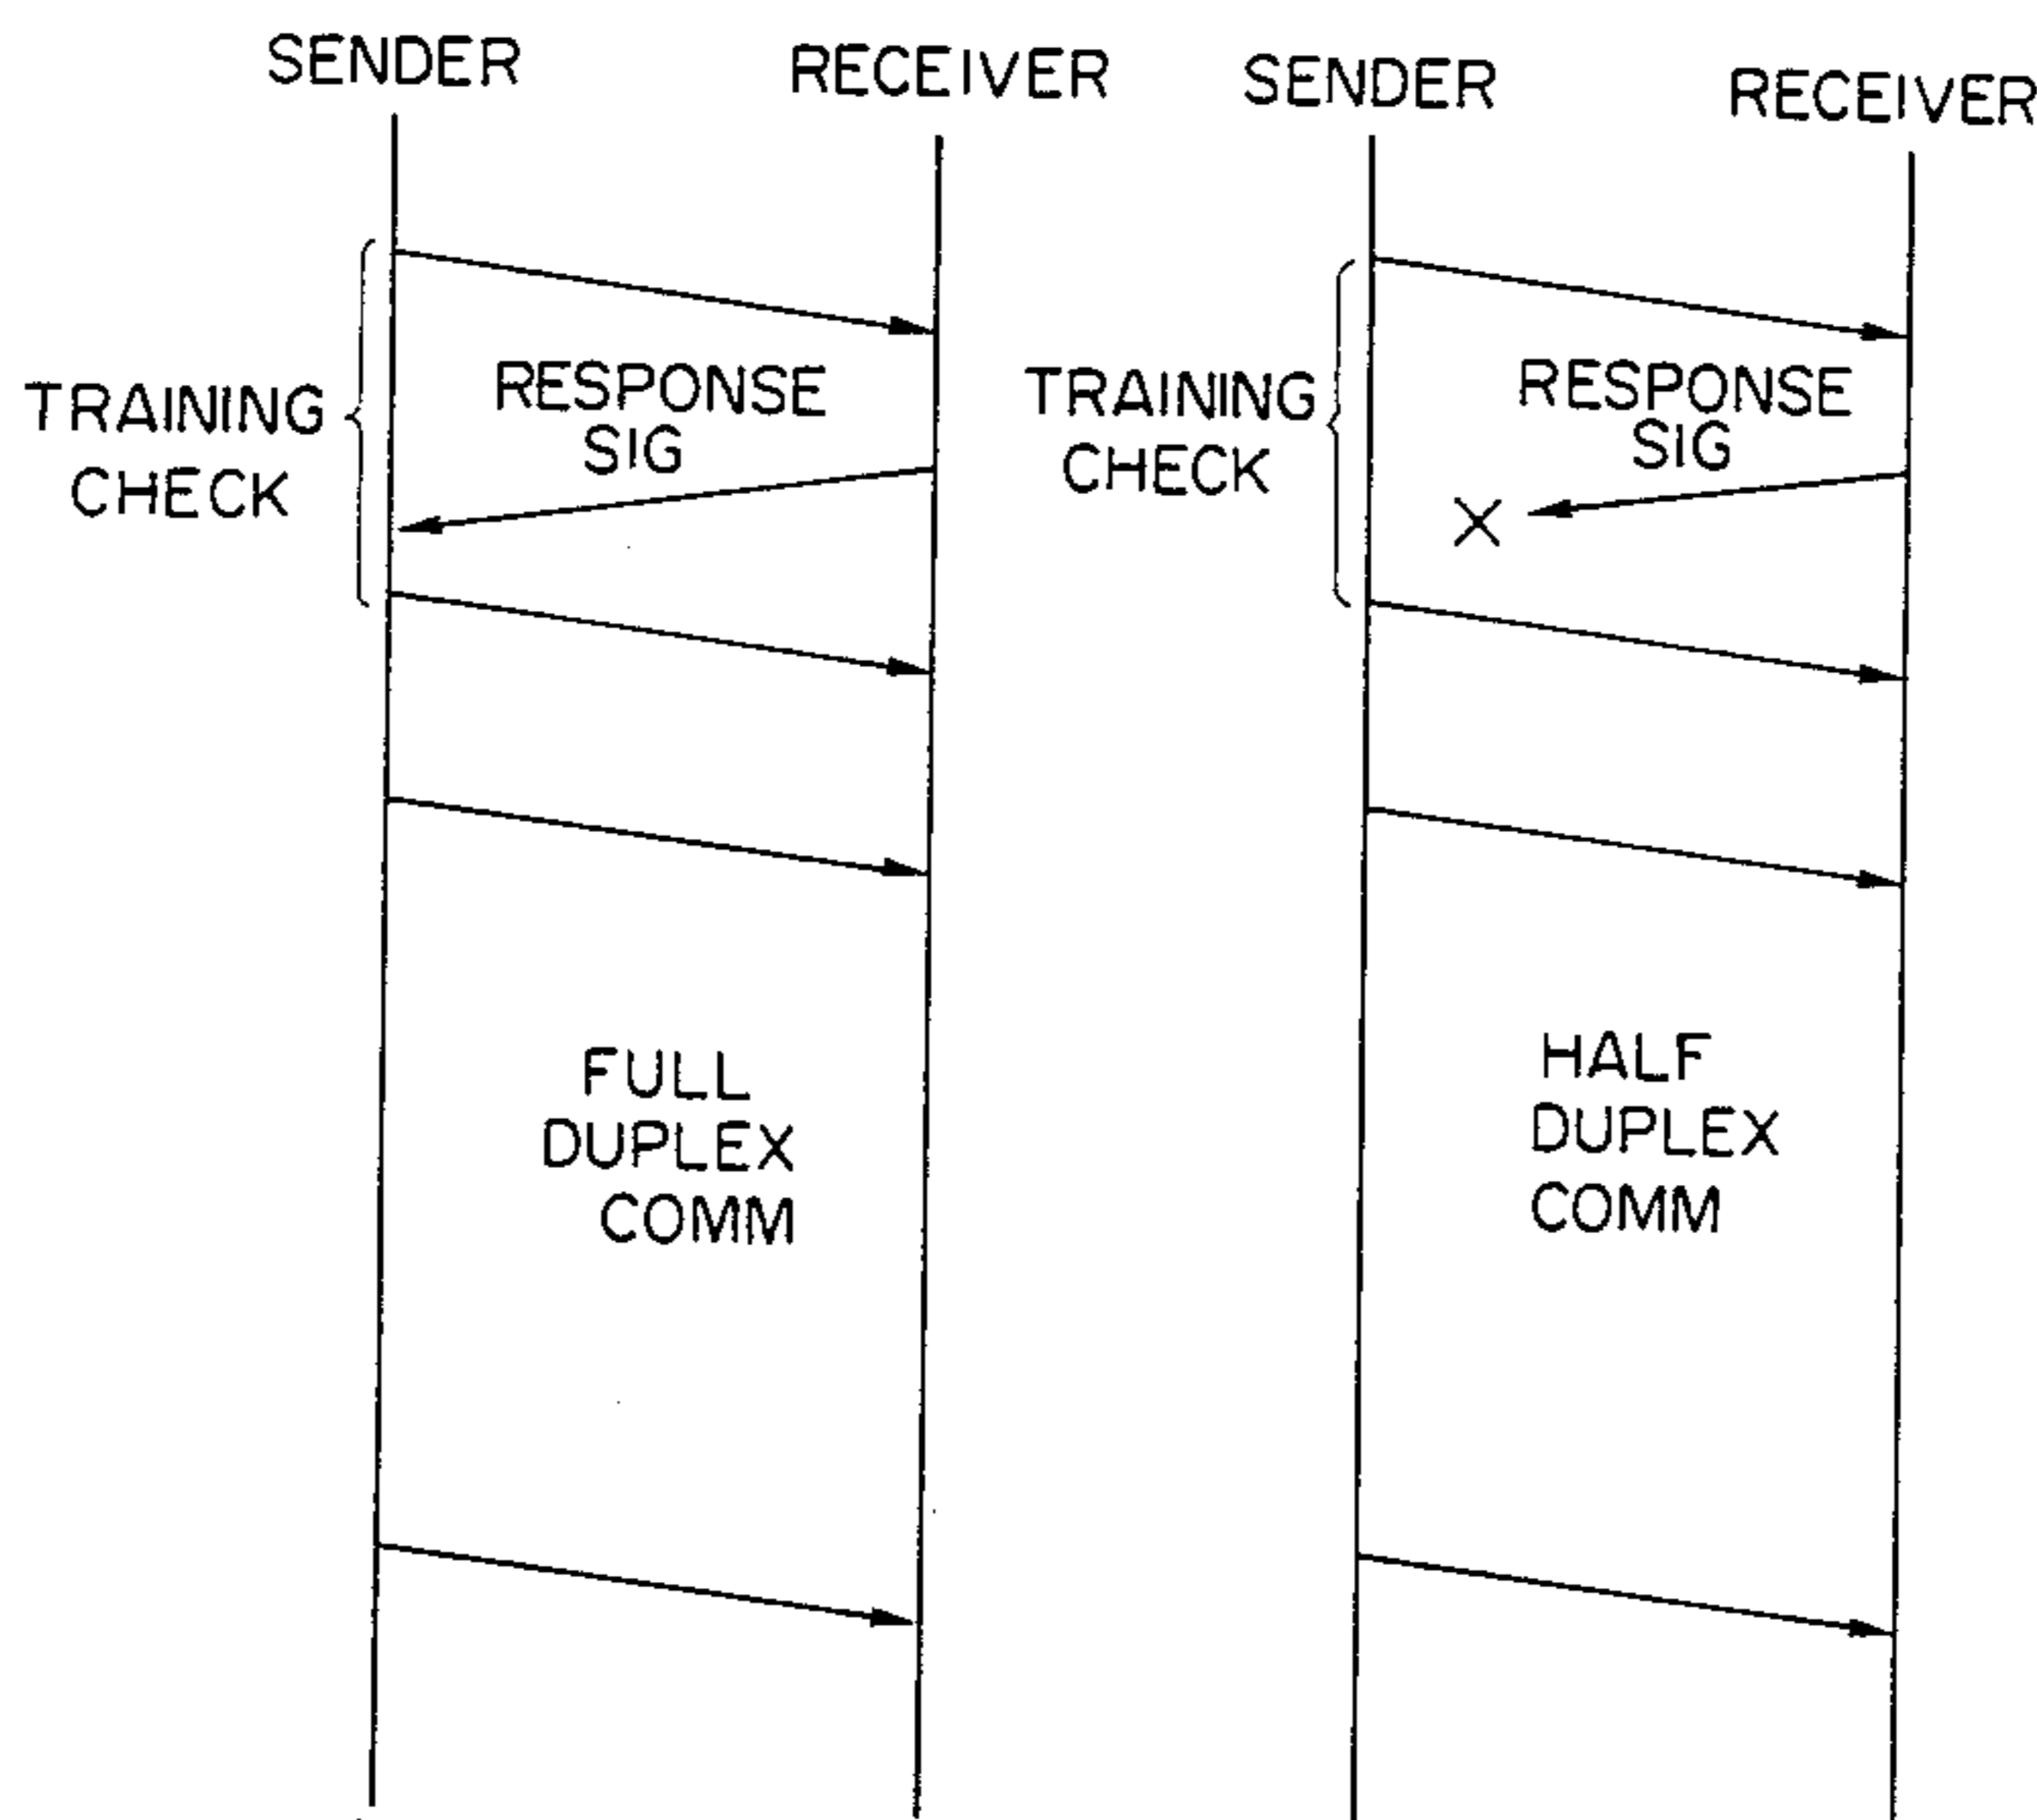 SENDER
RECEIVER
TRAINING
CHECK
RESPONSE
SIG
FULL
DUPLEX
COMM
SENDER
RECEIVER
TRAINING
CHECK
RESPONSE
SIG
X
HALF
DUPLEX
COMM